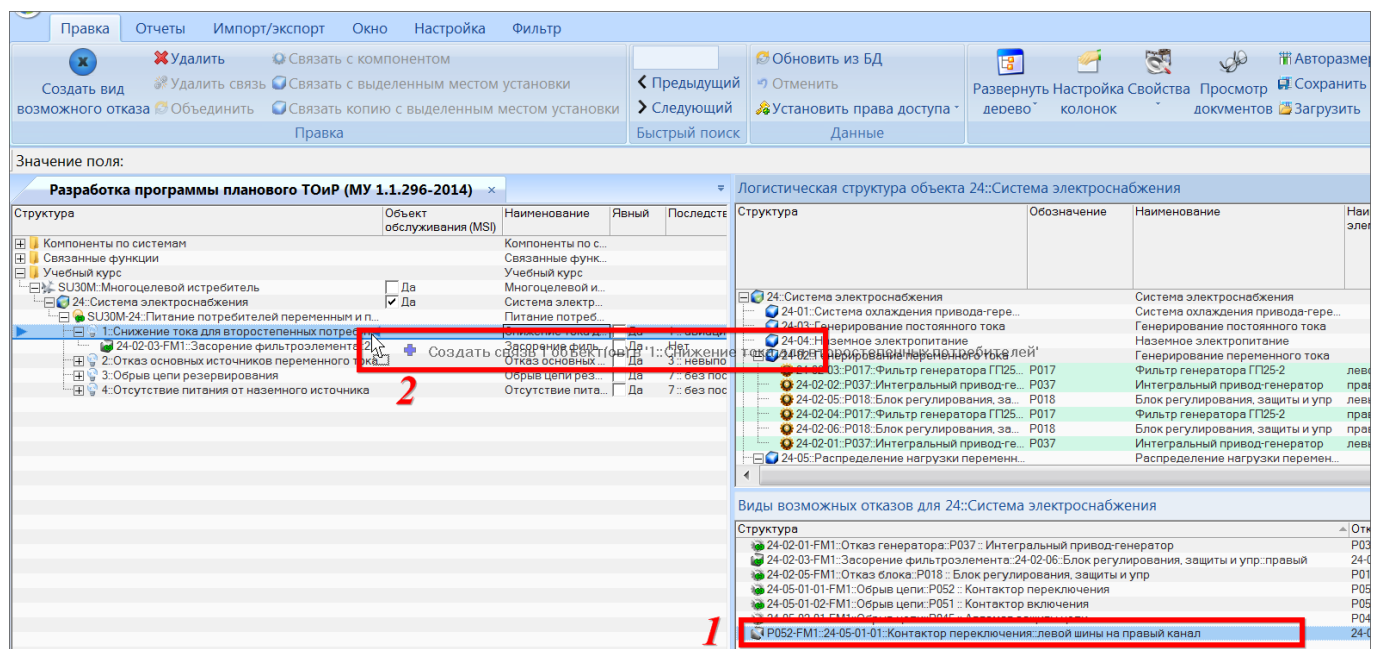 Правка Отчеты Импорт/экспорт Окно Настройка Фильтр
Создать вид возможного отказа
Удалить
Удалить связь
Объединить
Связать с компонентом
Связать с выделенным местом установки
Связать копию с выделенным местом установки
Правка
Предыдущий
Следующий
Быстрый поиск
Обновить из БД
Отменить
Установить права доступа
Данные
Развернуть дерево
Настройка колонок
Свойства
Просмотр документов
Сохранить
Загрузить
Значение поля:
Разработка программы планового ТОиР (МУ 1.1.296-2014) ×
Структура Объект обслуживания (MSI) Наименование Явный
Компоненты по системам Компоненты по с...
Связанные функции Связанные функ...
Учебный курс Учебный курс
SU30M::Многоцелевой истребитель Да Многоцелевой и...
24::Система электроснабжения Да Система электр...
SU30M-24::Питание потребителей переменным и п... Питание потреб...
1::Снижение тока для второстепенных Да
24-02-03-FM1::Засорение фильтроэлемента Засорение филь... Нет
2::Отказ основных источников переменного тока Отказ основных ... Да
3::Обрыв цепи резервирования Обрыв цепи рез... Да 7:: без пос
4::Отсутствие питания от наземного источника Отсутствие пита... Да 7:: без пос
Создать связь 1 объект(ов) в '1::Снижение тока для второстепенных потребителей'
2
Логистическая структура объекта 24::Система электроснабжения
Структура Обозначение Наименование
24::Система электроснабжения Система электроснабжения
24-01::Система охлаждения привода-гере... Система охлаждения привода-гере...
24-03::Генерирование постоянного тока Генерирование постоянного тока
24-04::Наземное электропитание Наземное электропитание
24-02::Генерирование переменного тока Генерирование переменного тока
24-02-03::P017::Фильтр генератора ГП25... P017 Фильтр генератора ГП25-2 лево
24-02-02::P037::Интегральный привод-ге... P037 Интегральный привод-генератор
24-02-05::P018::Блок регулирования, за... P018 Блок регулирования, защиты и упр
24-02-04::P017::Фильтр генератора ГП25... P017 Фильтр генератора ГП25-2
24-02-06::P018::Блок регулирования, за... P018 Блок регулирования, защиты и упр
24-02-01::P037::Интегральный привод-ге... P037 Интегральный привод-генератор
24-05::Распределение нагрузки переменн... Распределение нагрузки перемен...
Виды возможных отказов для 24::Система электроснабжения
Структура
24-02-01-FM1::Отказ генератора::P037 :: Интегральный привод-генератор
24-02-03-FM1::Засорение фильтроэлемента::24-02-06::Блок регулирования, защиты и упр::правый
24-02-05-FM1::Отказ блока::P018 :: Блок регулирования, защиты и упр
24-05-01-01-FM1::Обрыв цепи::P052 :: Контактор переключения
24-05-01-02-FM1::Обрыв цепи::P051 :: Контактор включения
1
P052-FM1::24-05-01-01::Контактор переключения::левой шины на правый канал